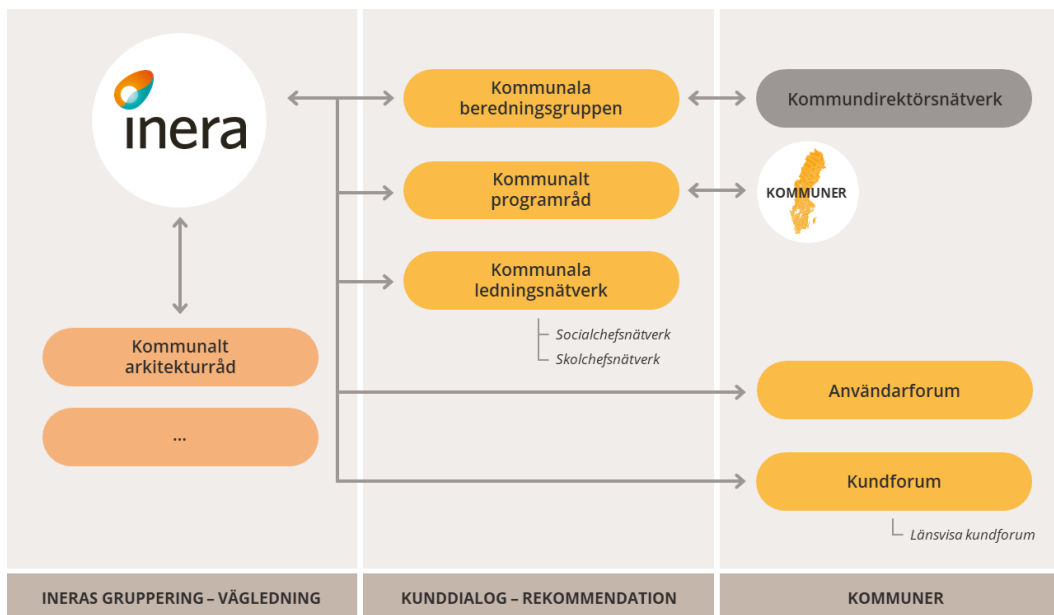 inera
Kommunalt
arkitekturråd
...
Kommunala
beredningsgruppen
Kommunalt
programråd
Kommunala
ledningsnätverk
Socialchefsnätverk
Skolchefsnätverk
Kommundirektörsnätverk
KOMMUNER
Användarforum
Kundforum
Länsvisa kundforum
INERAS GRUPPERING – VÄGLEDNING
KUNDDIALOG – REKOMMENDATION
KOMMUNER